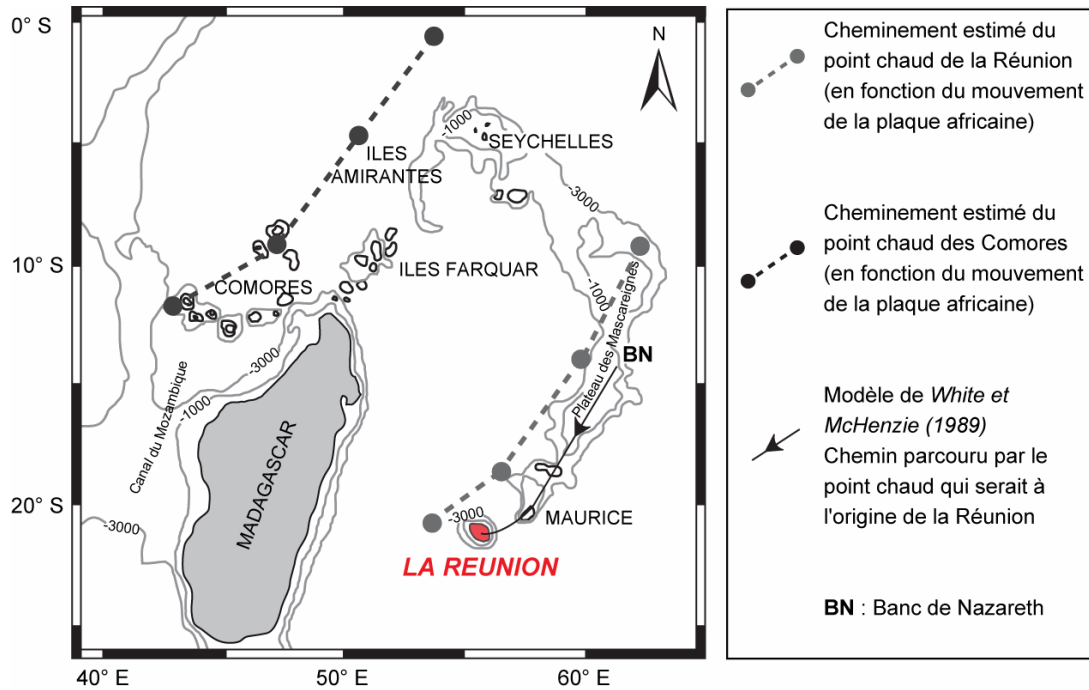 0° S
N
-1000
SEYCHELLES
ILES
AMIRANTES
-3000
10° S
COMORES
ILES FARQUAR
-1000
Plateau des Mascareignes
BN
-3000
-1000
Canal du Mozambique
MADAGASCAR
20° S
-3000
-3000
MAURICE
LA REUNION
40° E
50° E
60° E
Cheminement estimé du
point chaud de la Réunion
(en fonction du mouvement
de la plaque africaine)
Cheminement estimé du
point chaud des Comores
(en fonction du mouvement
de la plaque africaine)
Modèle de White et
McHenzie (1989)
Chemin parcouru par le
point chaud qui serait à
l'origine de la Réunion
BN : Banc de Nazareth